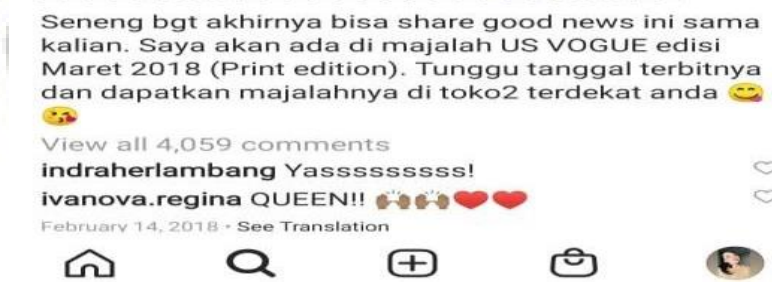 Seneng bgt akhirnya bisa share good news ini sama
kalian. Saya akan ada di majalah US VOGUE edisi
Maret 2018 (Print edition). Tunggu tanggal terbitnya
dan dapatkan majalahnya di toko2 terdekat anda 😋
😘
View all 4,059 comments
indraherlambang Yasssssssss!
ivanova.regina QUEEN!! 🙌🏽🙌🏽❤️❤️
February 14, 2018 • See Translation